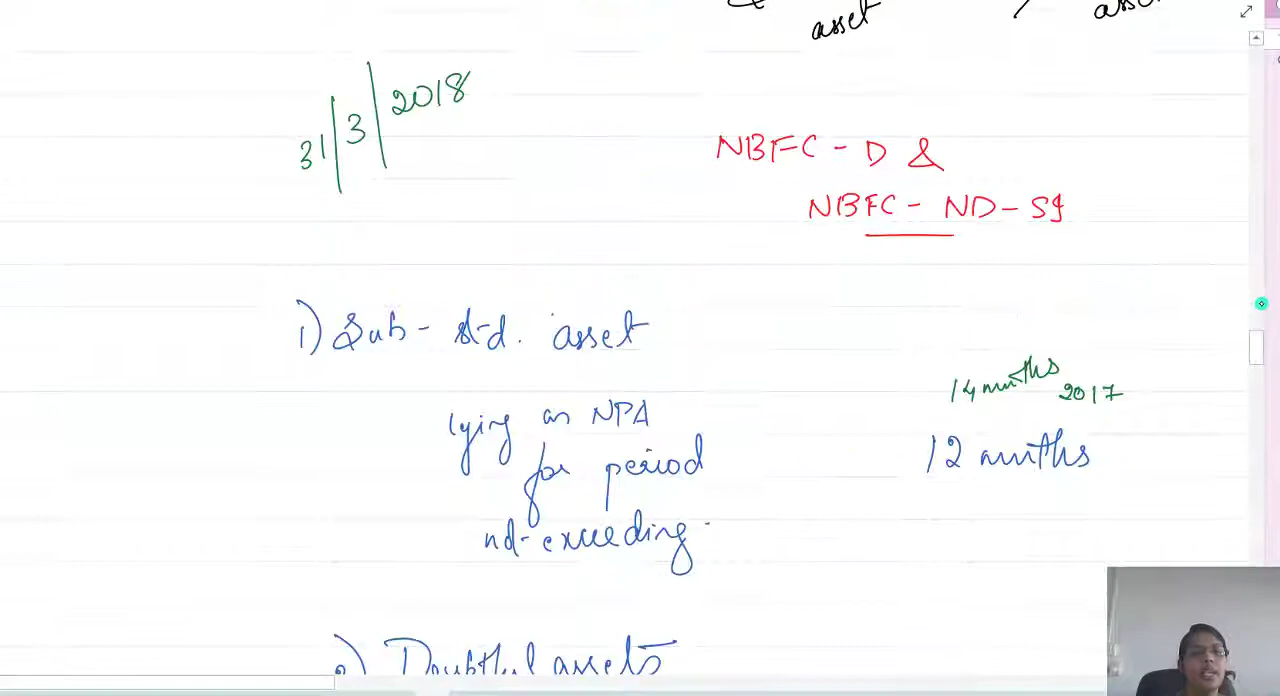 asset
31/3/2018
NBFC - D &
NBFC - ND - SI
1) Sub - std. asset
14 months 2017
lying as NPA 12 months
for period
not-exceeding
2) Doubtful assets